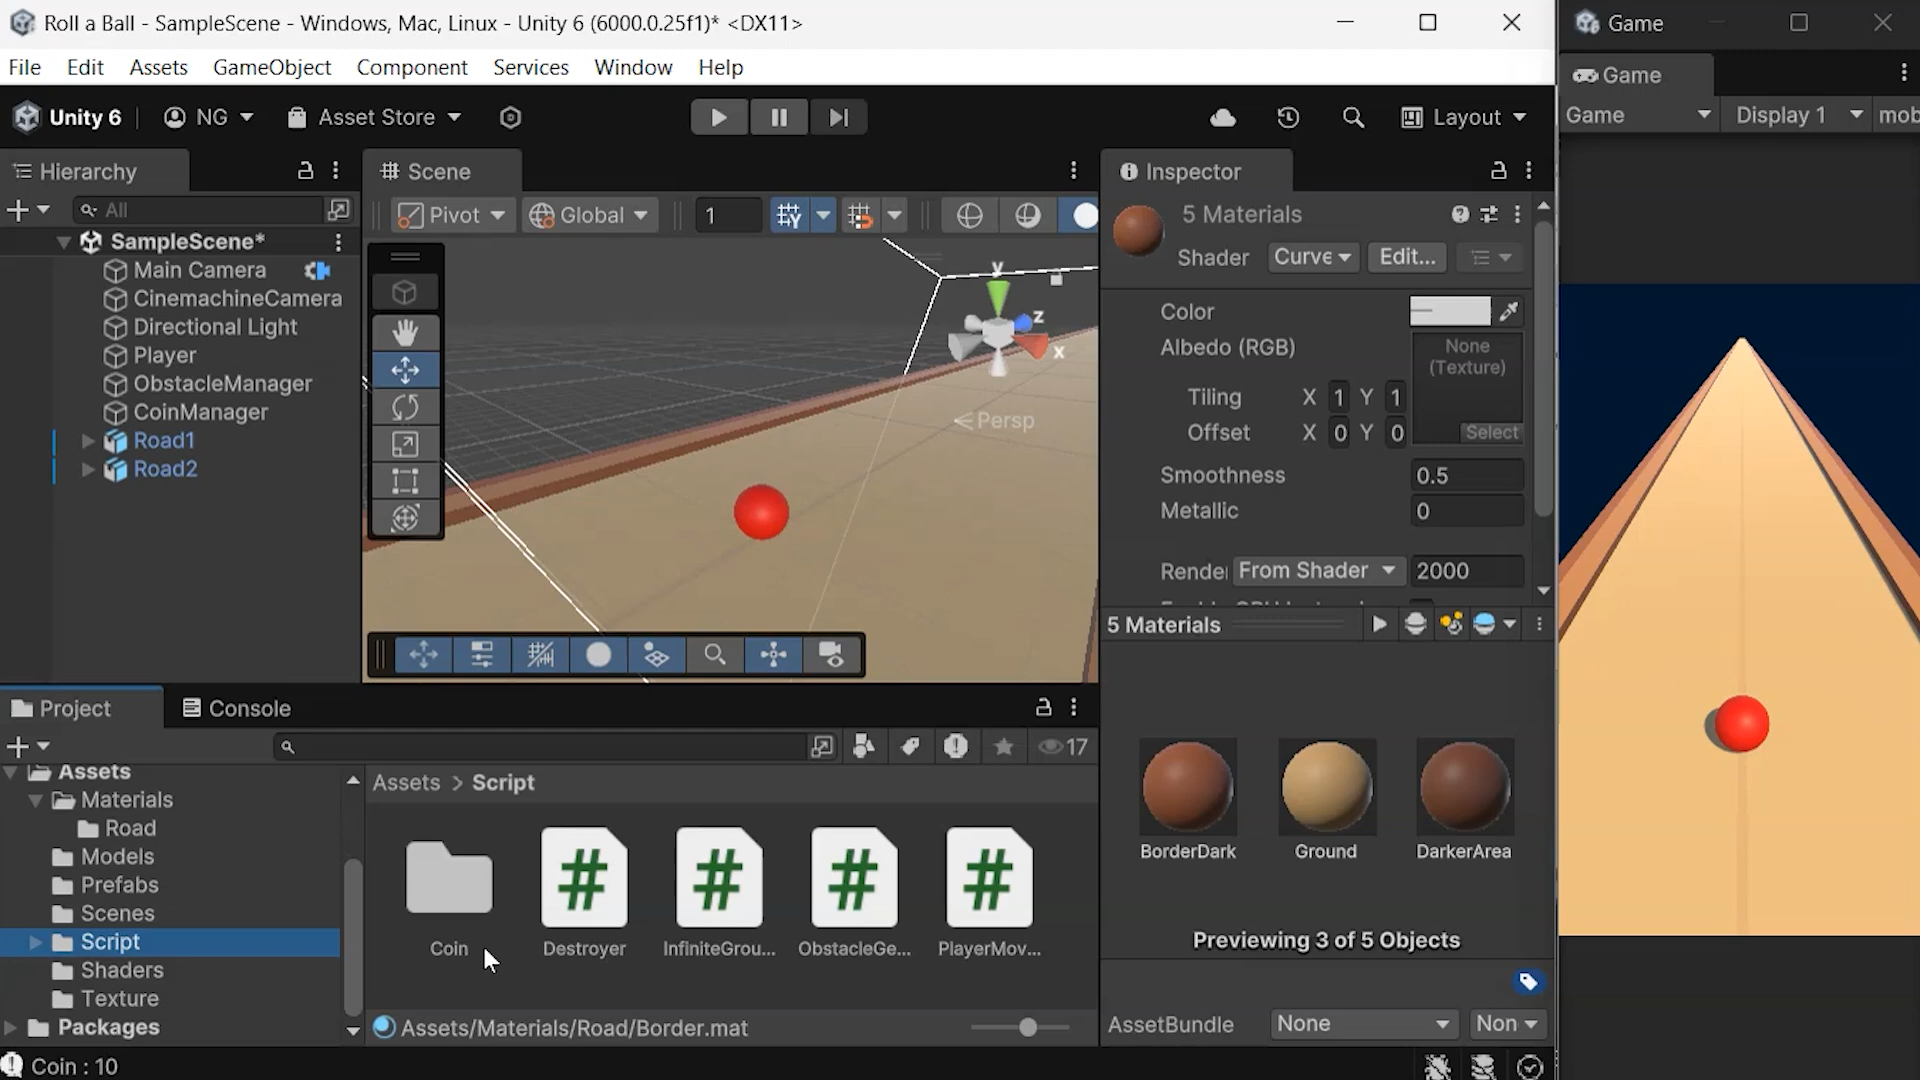 Roll a Ball - SampleScene - Windows, Mac, Linux - Unity 6 (6000.0.25f1)* <DX11>
Game
File Edit Assets GameObject Component Services Window Help
Game
Unity 6 NG Asset Store Layout
Game Display 1 mob
Hierarchy
Scene
Inspector
All
Pivot Global 1
5 Materials
SampleScene*
Shader Curve Edit...
Main Camera
CinemachineCamera
Directional Light
Player
ObstacleManager
CoinManager
Road1
Road2
y
z
x
Persp
Color
Albedo (RGB)
None
(Texture)
Tiling X 1 Y 1
Offset X 0 Y 0
Select
Smoothness 0.5
Metallic 0
Render From Shader 2000
5 Materials
Project Console
17
Assets
Materials
Road
Models
Prefabs
Scenes
Script
Shaders
Texture
Packages
Assets > Script
Coin Destroyer InfiniteGrou... ObstacleGe... PlayerMov...
Assets/Materials/Road/Border.mat
BorderDark Ground DarkerArea
Previewing 3 of 5 Objects
AssetBundle None Non
Coin : 10